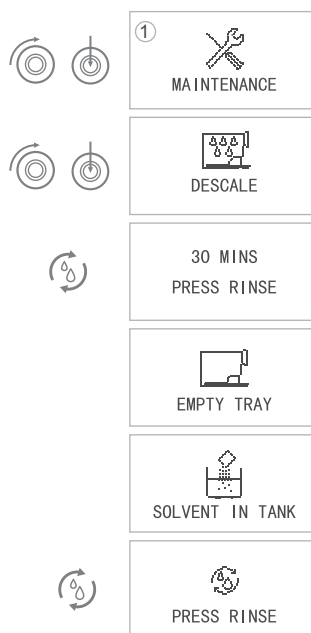 1
MAINTENANCE
DESCALE
30 MINS
PRESS RINSE
EMPTY TRAY
SOLVENT IN TANK
PRESS RINSE